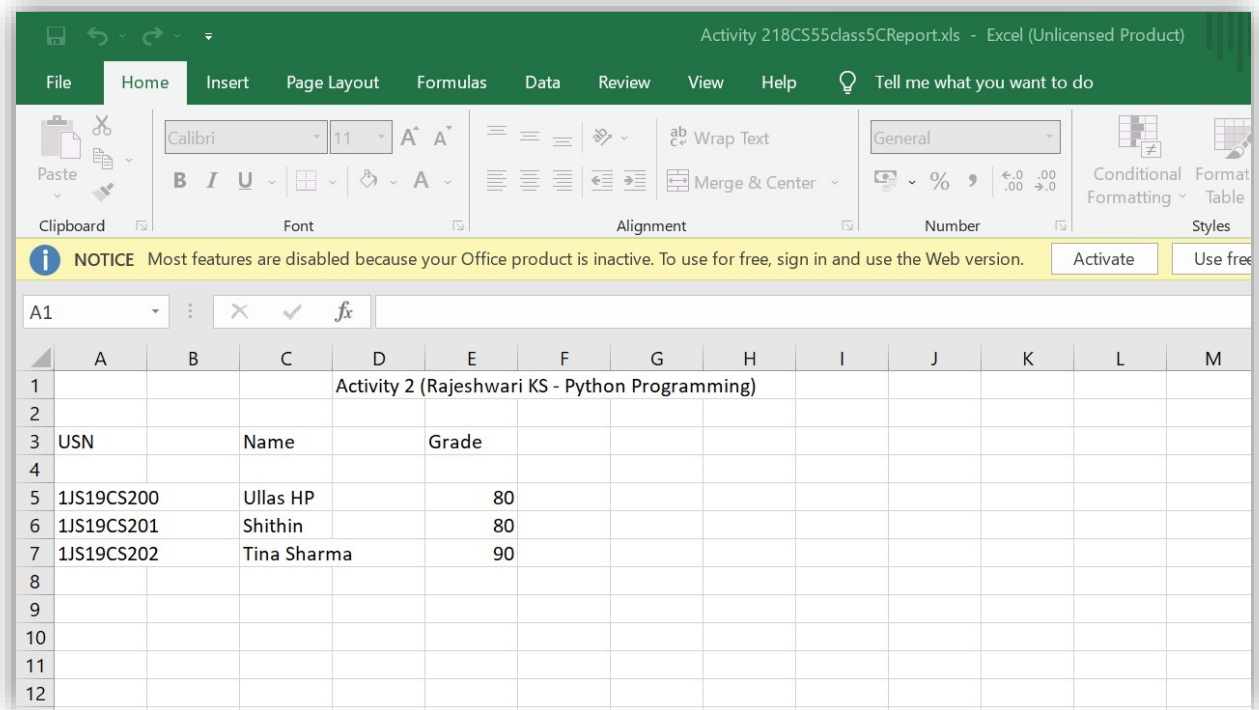 Activity 218CS55class5CReport.xls - Excel (Unlicensed Product)
File Home Insert Page Layout Formulas Data Review View Help Tell me what you want to do
Calibri 11 A A ab Wrap Text General
Paste B I U A Merge & Center % Conditional Formatting Format Table
Clipboard Font Alignment Number Styles
NOTICE Most features are disabled because your Office product is inactive. To use for free, sign in and use the Web version. Activate Use free
A1 fx
A B C D E F G H I J K L M
1 Activity 2 (Rajeshwari KS - Python Programming)
2
3 USN Name Grade
4
5 1JS19CS200 Ullas HP 80
6 1JS19CS201 Shithin 80
7 1JS19CS202 Tina Sharma 90
8
9
10
11
12